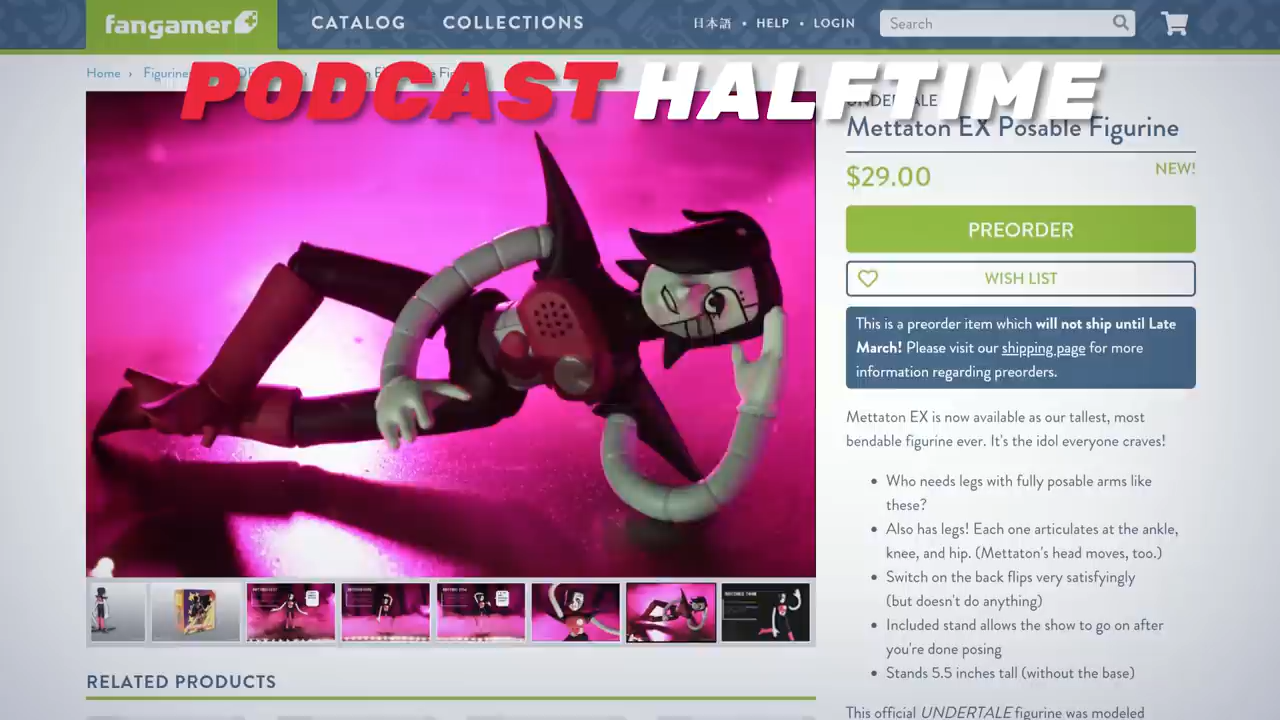 fangamer
CATALOG
COLLECTIONS
日本語 • HELP • LOGIN
Search
Home ›
PODCAST HALFTIME
UNDERTALE
Mettaton EX Posable Figurine
$29.00
NEW!
PREORDER
WISH LIST
This is a preorder item which will not ship until Late
March! Please visit our shipping page for more
information regarding preorders.
Mettaton EX is now available as our tallest, most
bendable figurine ever. It's the idol everyone craves!
• Who needs legs with fully posable arms like
these?
• Also has legs! Each one articulates at the ankle,
knee, and hip. (Mettaton's head moves, too.)
• Switch on the back flips very satisfyingly
(but doesn't do anything)
• Included stand allows the show to go on after
you're done posing
• Stands 5.5 inches tall (without the base)
This official UNDERTALE figurine was modeled
RELATED PRODUCTS